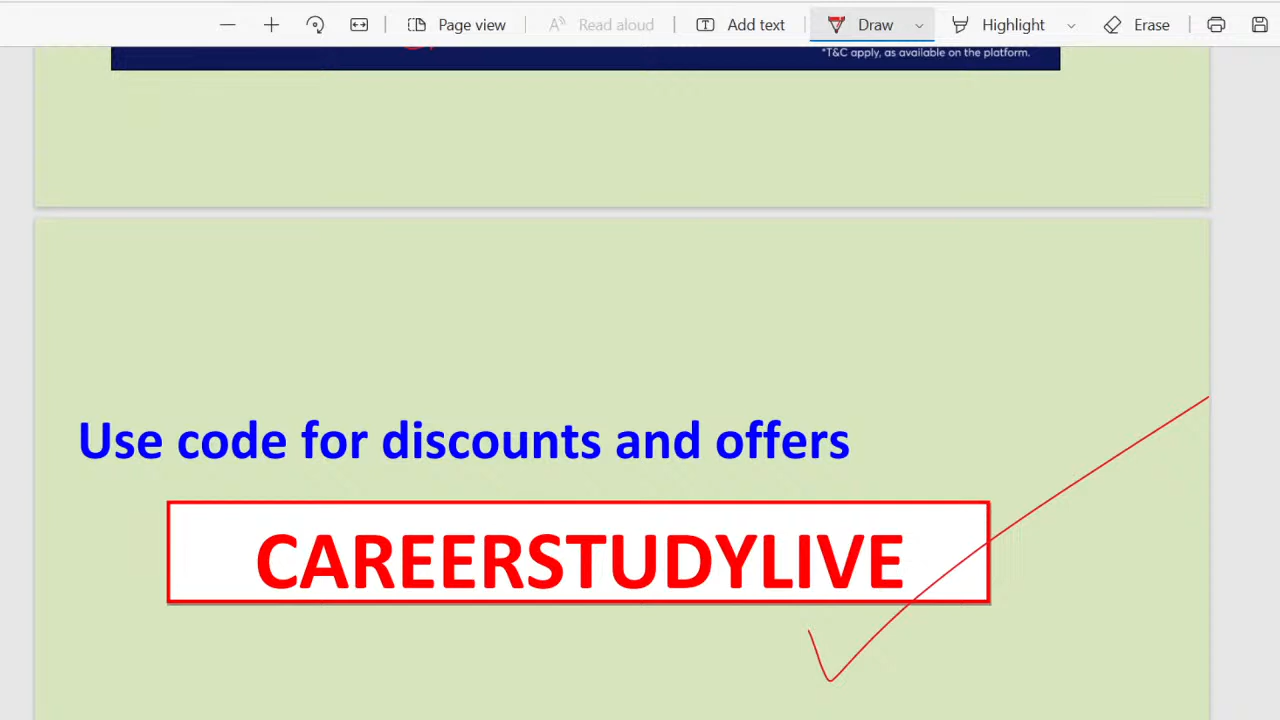 Page view
Read aloud
Add text
Draw
Highlight
Erase
*T&C apply, as available on the platform.
Use code for discounts and offers
CAREERSTUDYLIVE